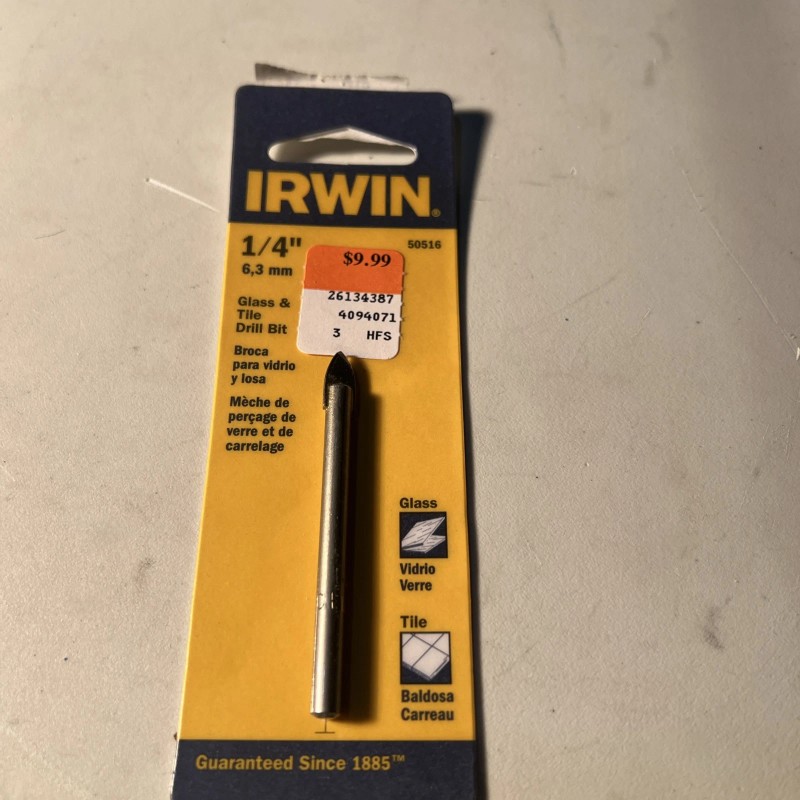 IRWIN®
1/4"
6,3 mm
50516
$9.99
26134387
4094071
3 HFS
Glass &
Tile
Drill Bit
Broca
para vidrio
y losa
Mèche de
perçage de
verre et de
carrelage
Glass
Vidrio
Verre
Tile
Baldosa
Carreau
Guaranteed Since 1885™